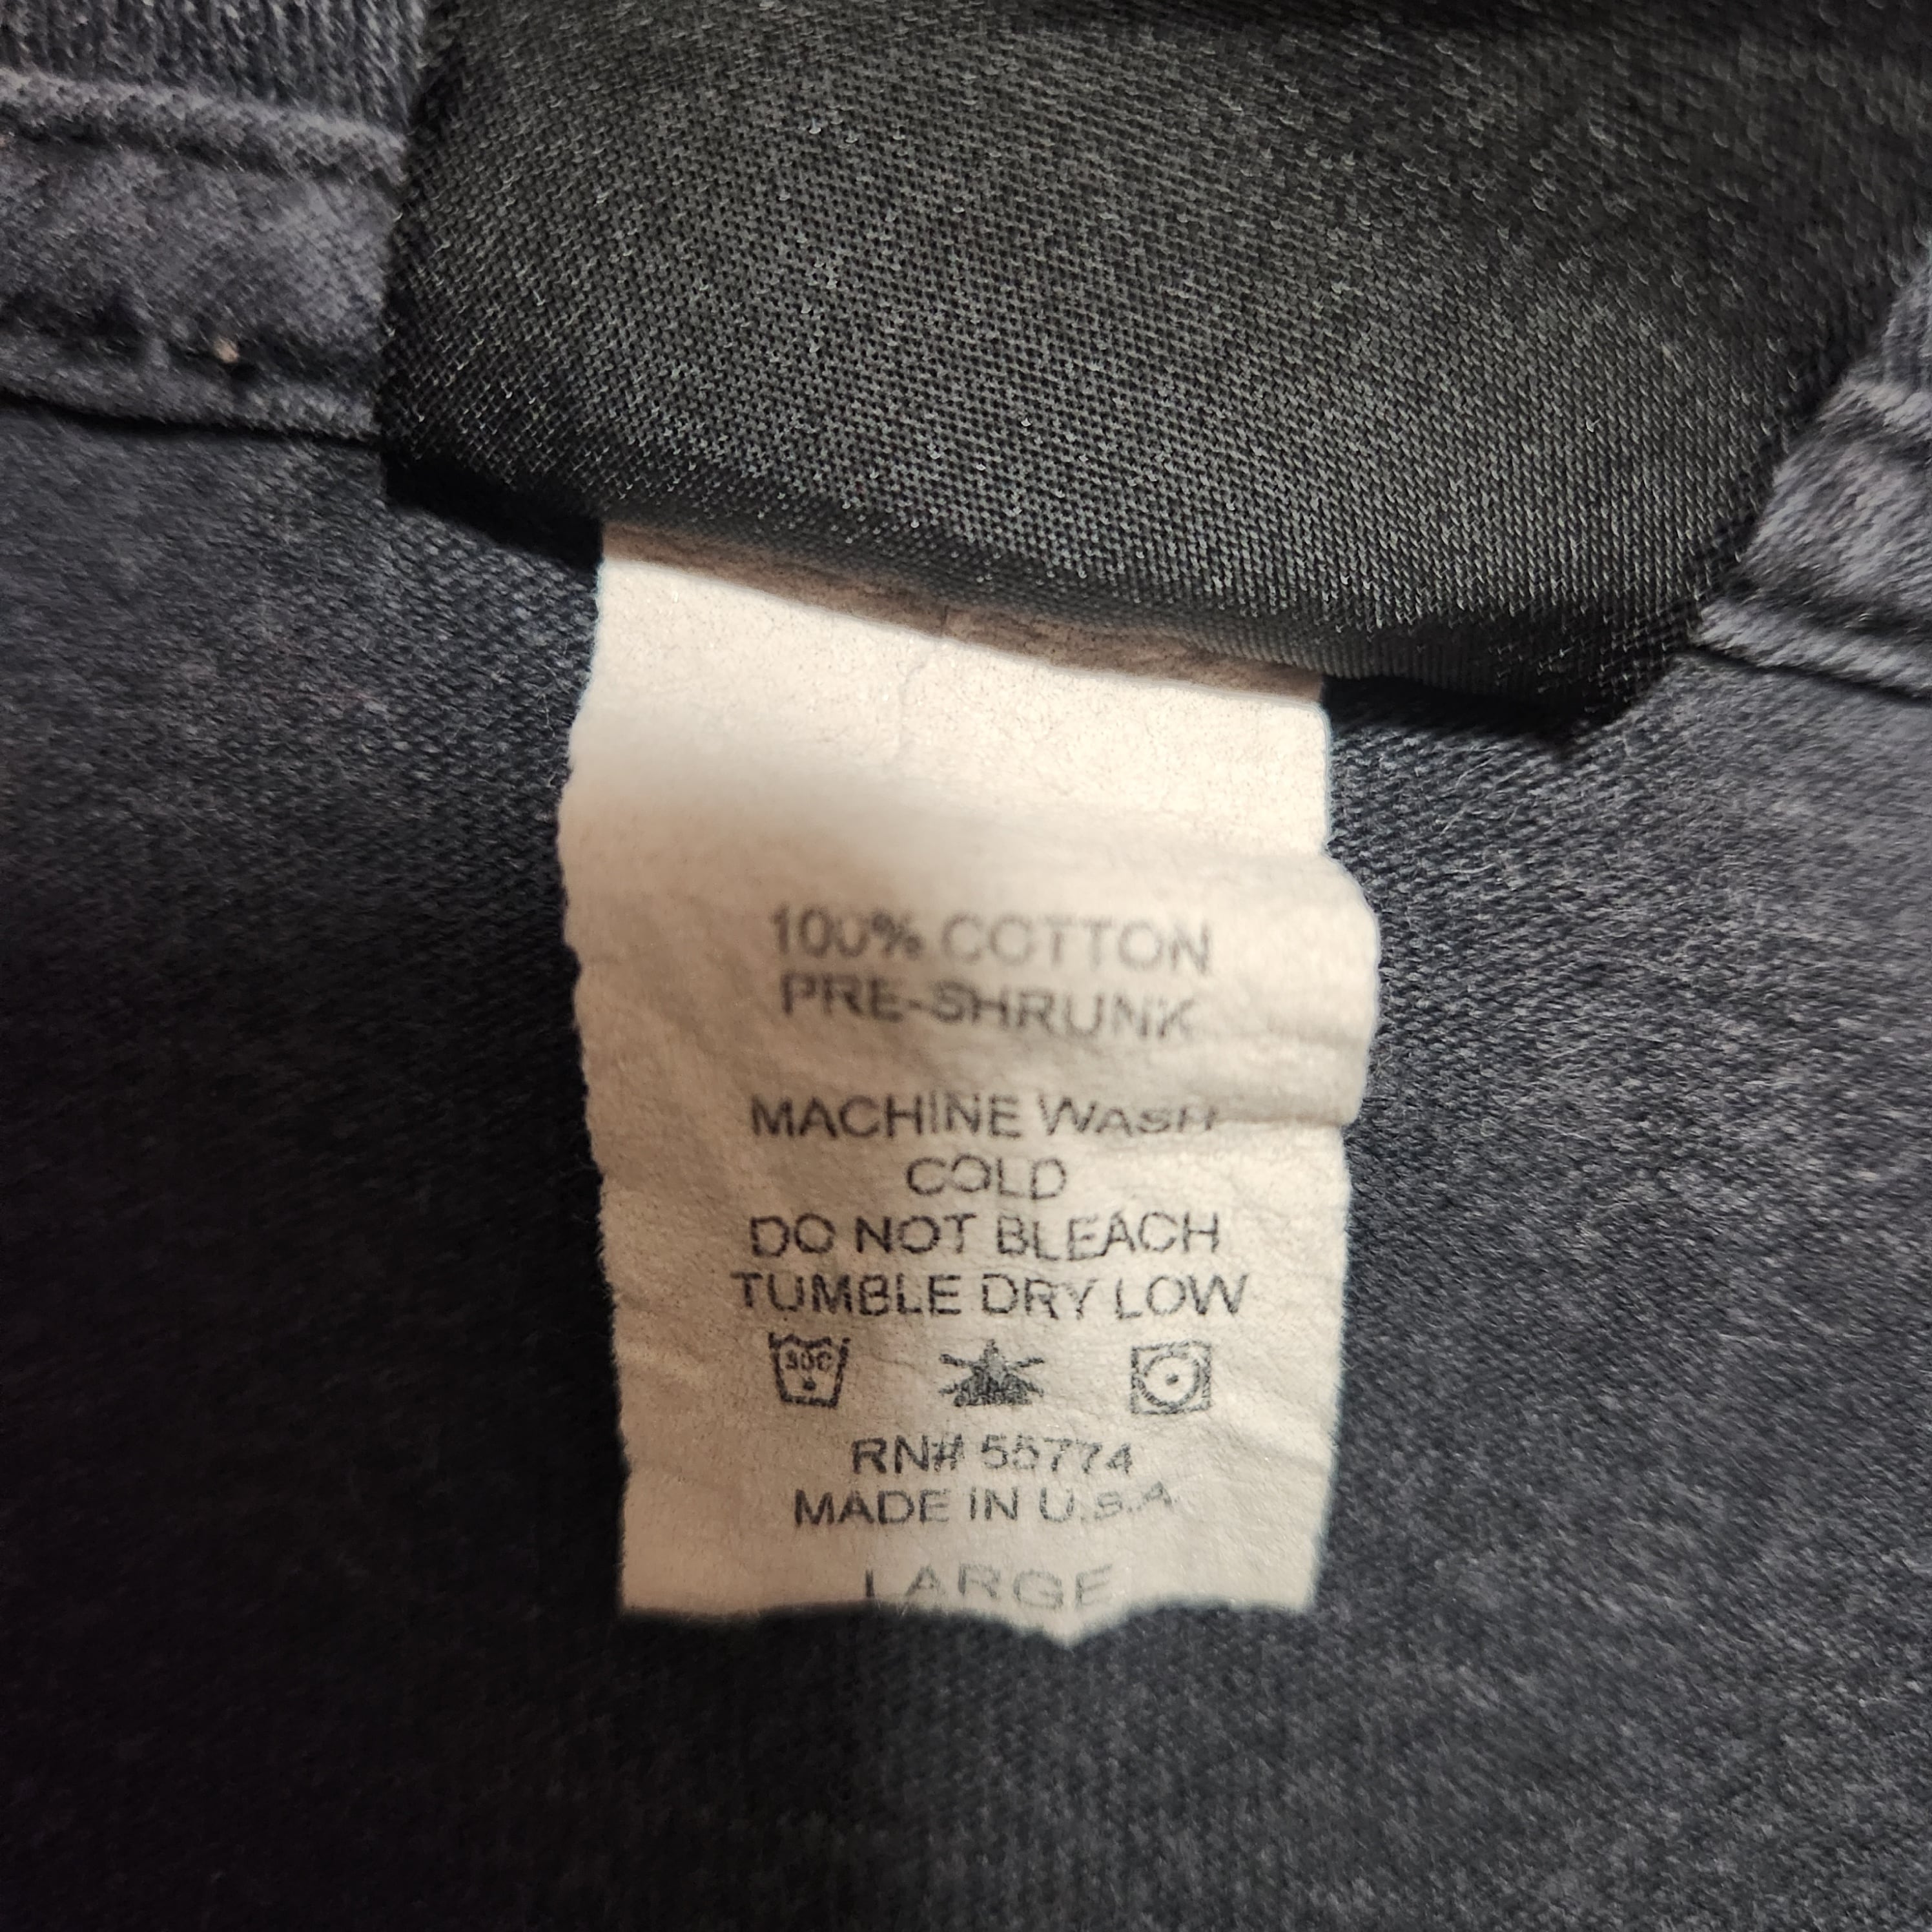 100% COTTON
PRE-SHRUNK
MACHINE WASH
COLD
DO NOT BLEACH
TUMBLE DRY LOW
30C
RN# 55774
MADE IN U.S.A
LARGE